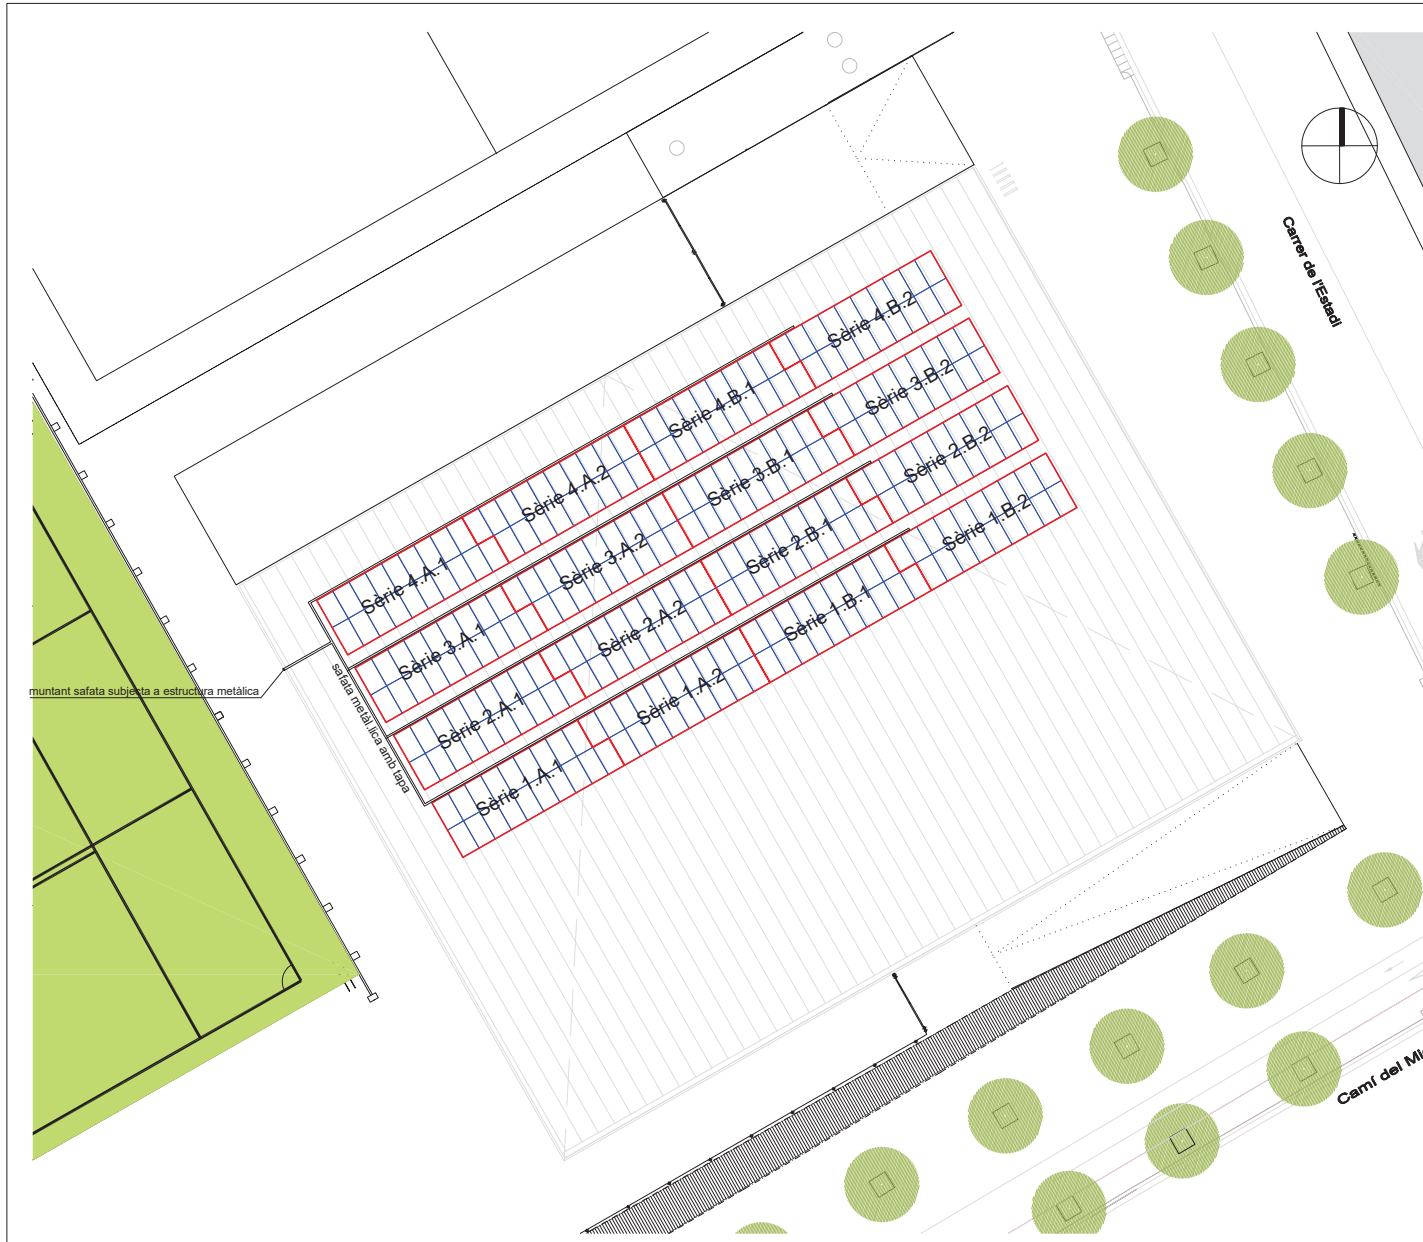 Carrer de l'Estadi
Sèrie 4.B.2
Sèrie 4.B.1
Sèrie 4.A.2
Sèrie 4.A.1
Sèrie 3.B.2
Sèrie 3.B.1
Sèrie 3.A.2
Sèrie 3.A.1
Sèrie 2.B.2
Sèrie 2.B.1
Sèrie 2.A.2
Sèrie 2.A.1
Sèrie 1.B.2
Sèrie 1.B.1
Sèrie 1.A.2
Sèrie 1.A.1
muntant safata subjecta a estructura metàlica
safata metàl.lica amb tapa
Camí del Mi